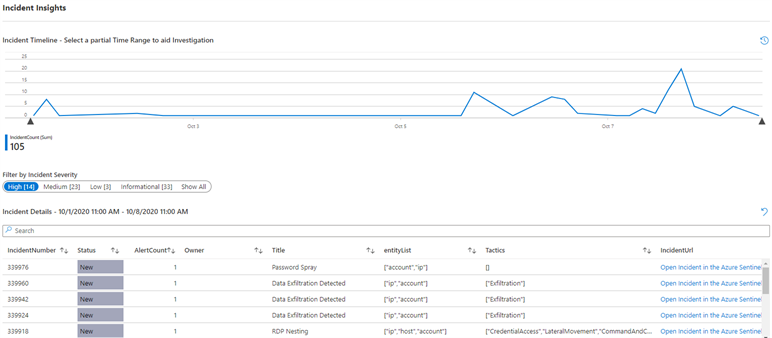 Incident Insights
Incident Timeline - Select a partial Time Range to aid Investigation
25
20
15
10
5
0
Oct 3
Oct 5
Oct 7
IncidentCount (Sum)
105
Filter by Incident Severity
High [14] Medium [23] Low [3] Informational [33] Show All
Incident Details - 10/1/2020 11:00 AM - 10/8/2020 11:00 AM
Search
IncidentNumber Status AlertCount Owner Title entityList Tactics IncidentUrl
339976 New 1 Password Spray ["account","ip"] [] Open Incident in the Azure Sentinel
339960 New 1 Data Exfiltration Detected ["ip","account"] ["Exfiltration"] Open Incident in the Azure Sentinel
339942 New 1 Data Exfiltration Detected ["ip","account"] ["Exfiltration"] Open Incident in the Azure Sentinel
339924 New 1 Data Exfiltration Detected ["ip","account"] ["Exfiltration"] Open Incident in the Azure Sentinel
339918 New 1 RDP Nesting ["ip","host","account"] ["CredentialAccess","LateralMovement","CommandAndC... Open Incident in the Azure Sentinel